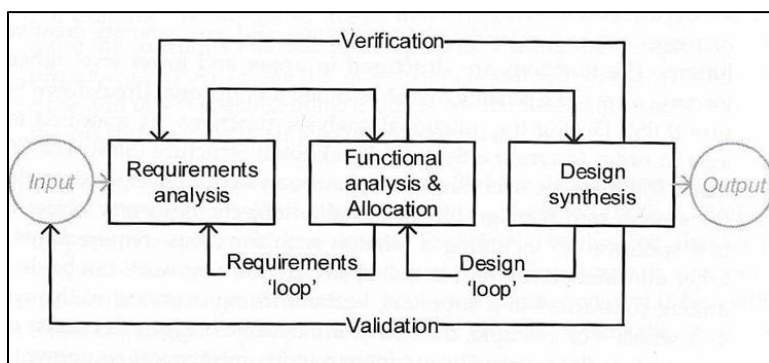 Verification
Input
Requirements
analysis
Functional
analysis &
Allocation
Design
synthesis
Output
Requirements
'loop'
Design
'loop'
Validation